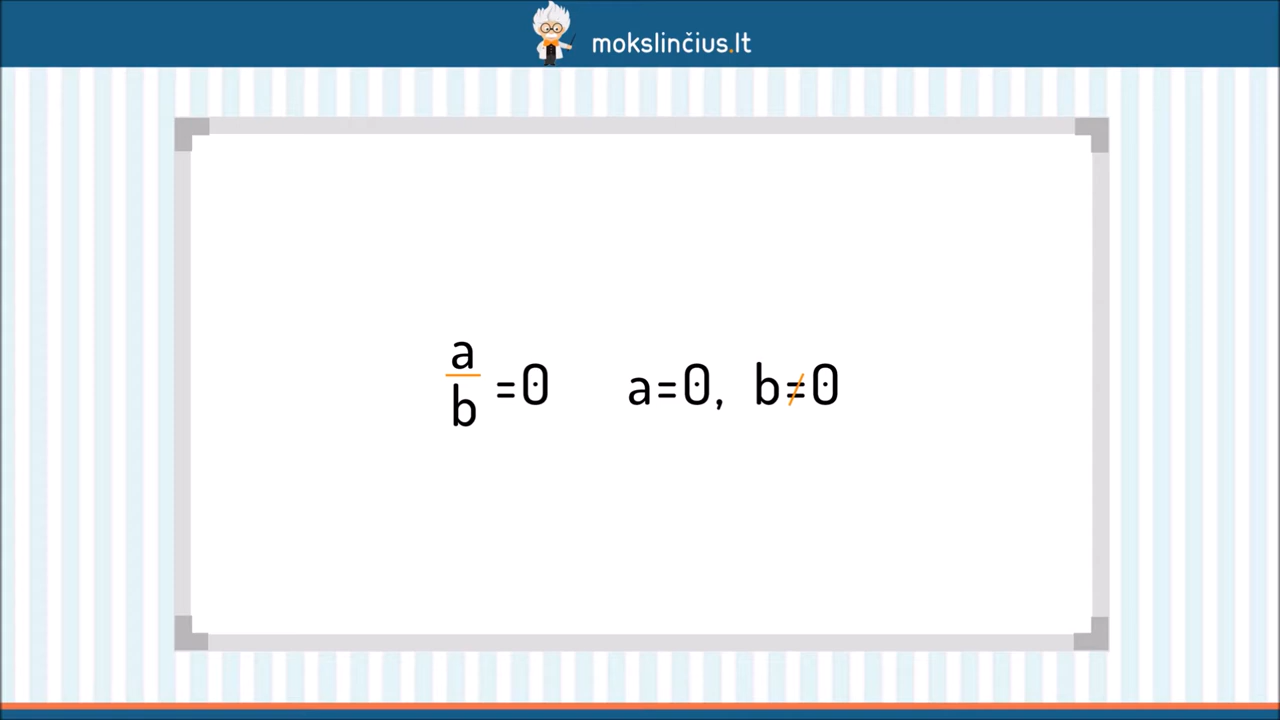 mokslinčius.lt
a/b =0 a=0, b≠0